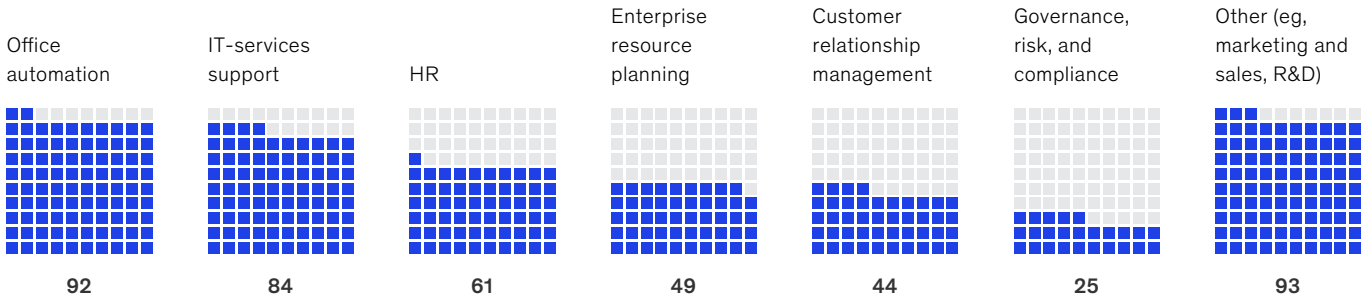 Office
automation
IT-services
support
HR
Enterprise
resource
planning
Customer
relationship
management
Governance,
risk, and
compliance
Other (eg,
marketing and
sales, R&D)
92
84
61
49
44
25
93